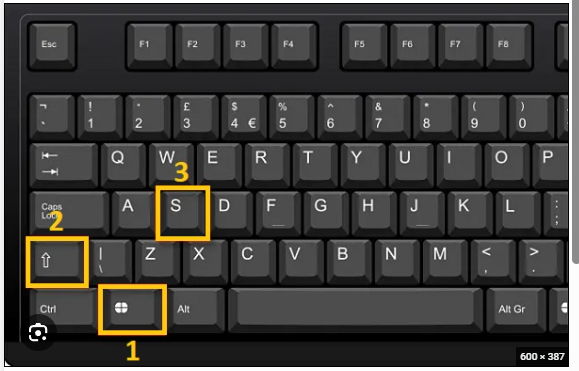 Esc F1 F2 F3 F4 F5 F6 F7 F8
¬ ! " £ $ % ^ & * ( )
` 1 2 3 4 € 5 6 7 8 9 0
Q W E R T Y U I O P
3
Caps A S D F G H J K L :
Lock ;
2
| Z X C V B N M < >
\ , .
Ctrl Alt Alt Gr
1
600 × 387